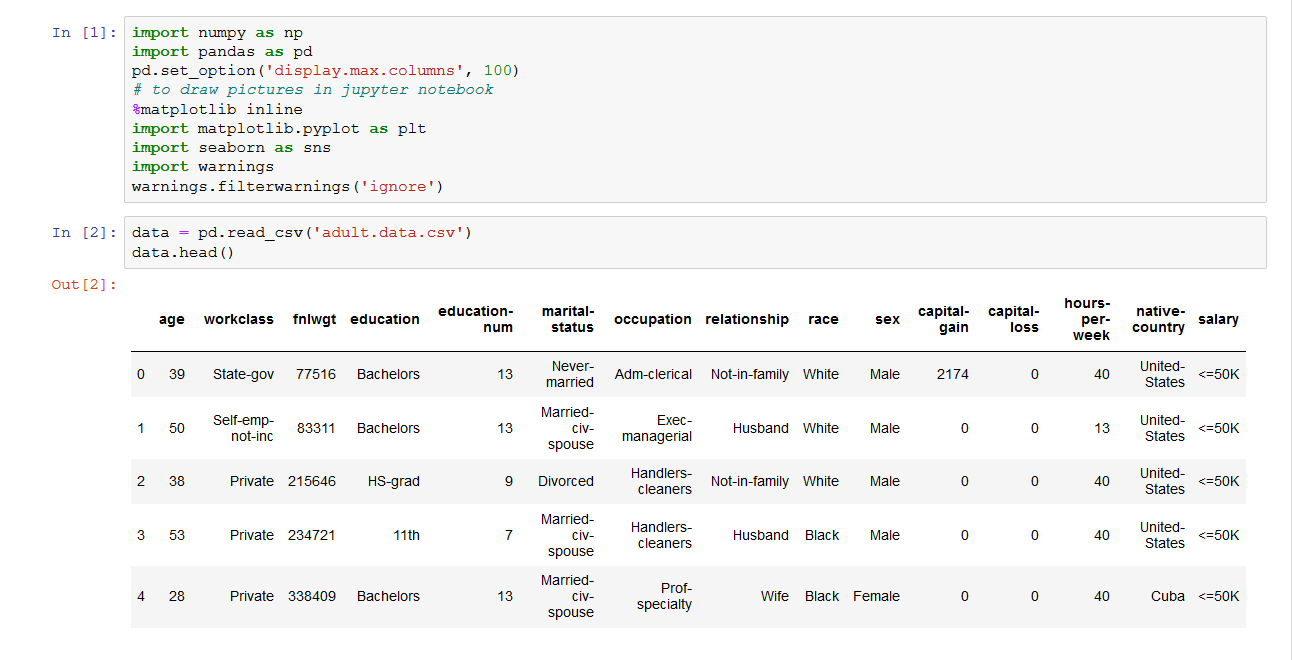 In [1]: import numpy as np
import pandas as pd
pd.set_option('display.max.columns', 100)
# to draw pictures in jupyter notebook
%matplotlib inline
import matplotlib.pyplot as plt
import seaborn as sns
import warnings
warnings.filterwarnings('ignore')
In [2]: data = pd.read_csv('adult.data.csv')
data.head()
Out[2]:
age workclass fnlwgt education education-num marital-status occupation relationship race sex capital-gain capital-loss hours-per-week native-country salary
0 39 State-gov 77516 Bachelors 13 Never-married Adm-clerical Not-in-family White Male 2174 0 40 United-States <=50K
1 50 Self-emp-not-inc 83311 Bachelors 13 Married-civ-spouse Exec-managerial Husband White Male 0 0 13 United-States <=50K
2 38 Private 215646 HS-grad 9 Divorced Handlers-cleaners Not-in-family White Male 0 0 40 United-States <=50K
3 53 Private 234721 11th 7 Married-civ-spouse Handlers-cleaners Husband Black Male 0 0 40 United-States <=50K
4 28 Private 338409 Bachelors 13 Married-civ-spouse Prof-specialty Wife Black Female 0 0 40 Cuba <=50K